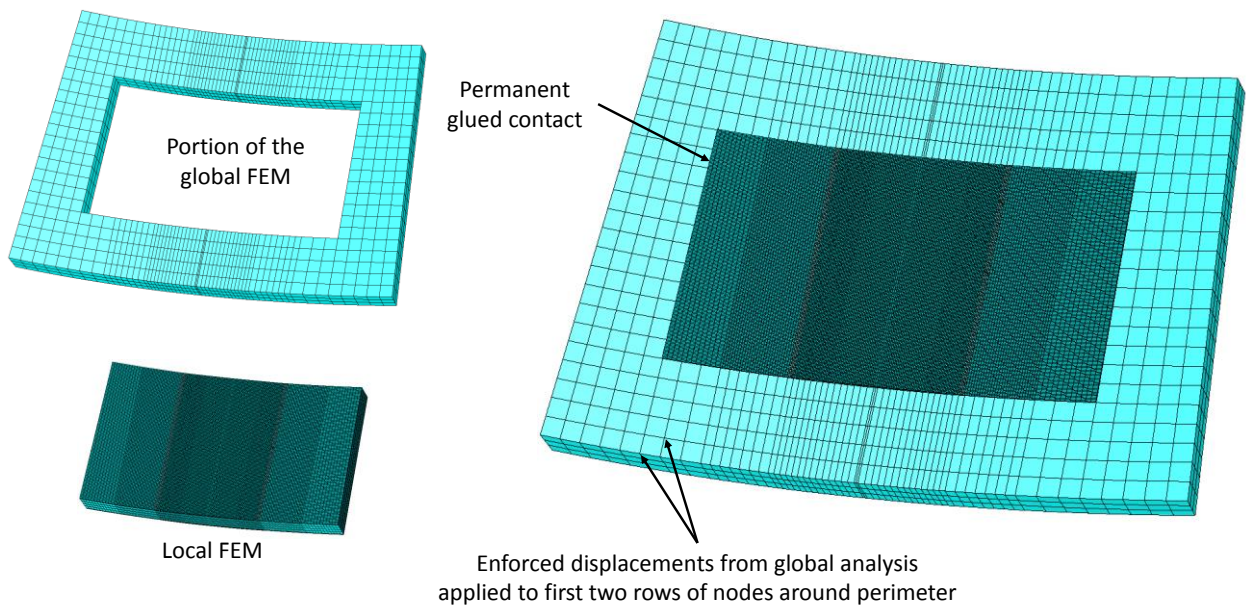 Portion of the
global FEM
Permanent
glued contact
Local FEM
Enforced displacements from global analysis
applied to first two rows of nodes around perimeter